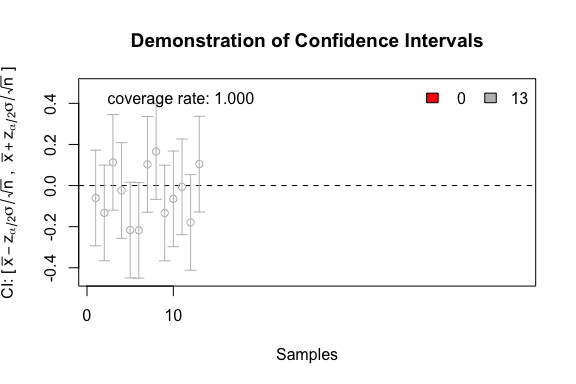 Demonstration of Confidence Intervals
coverage rate: 1.000
0 13
0.4
0.2
0.0
-0.2
-0.4
CI: [ x̅ − zα/2σ/√n , x̅ + zα/2σ/√n ]
0 10
Samples